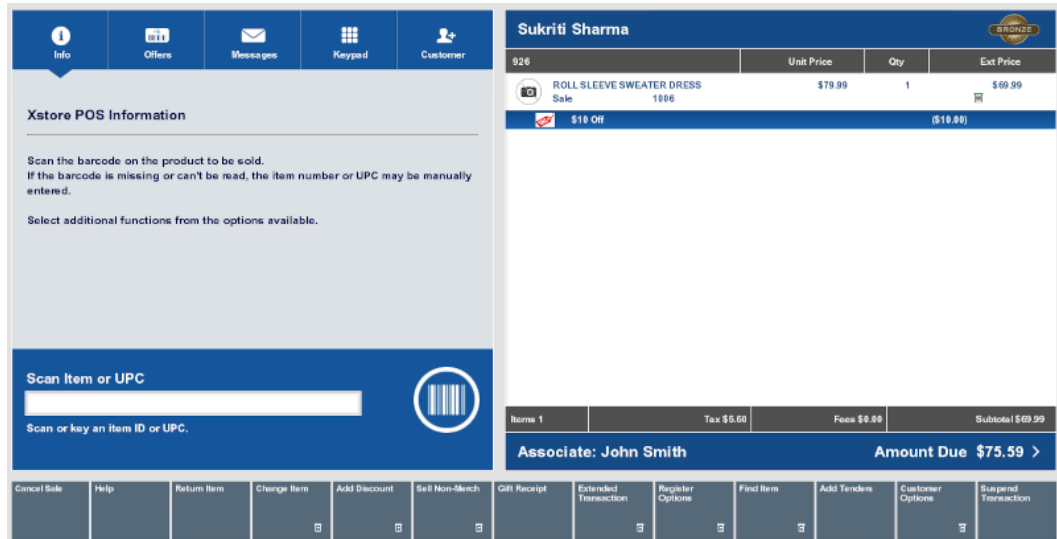 Info Offers Messages Keypad Customer
Xstore POS Information
Scan the barcode on the product to be sold.
If the barcode is missing or can't be read, the item number or UPC may be manually
entered.
Select additional functions from the options available.
Scan Item or UPC
Scan or key an item ID or UPC.
Sukriti Sharma BRONZE
926 Unit Price Qty Ext Price
ROLL SLEEVE SWEATER DRESS $79.99 1 $69.99
Sale 1006
$10 Off ($10.00)
Items 1 Tax $5.60 Fees $0.00 Subtotal $69.99
Associate: John Smith Amount Due $75.59 >
Cancel Sale Help Return Item Change Item Add Discount Sell Non-Merch Gift Receipt Extended Transaction Register Options Find Item Add Tenders Customer Options Suspend Transaction